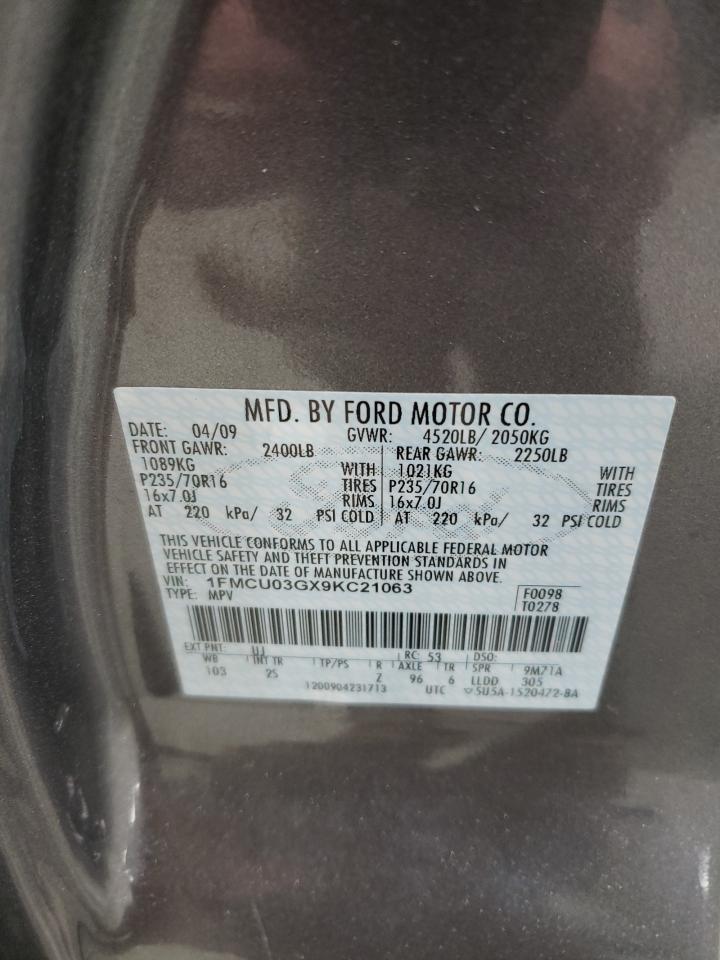 MFD. BY FORD MOTOR CO.
DATE: 04/09 GVWR: 4520LB/ 2050KG
FRONT GAWR: 2400LB REAR GAWR: 2250LB
1089KG WITH 1021KG WITH
P235/70R16 TIRES P235/70R16 TIRES
16x7.0J RIMS 16x7.0J RIMS
AT 220 kPa/ 32 PSI COLD AT 220 kPa/ 32 PSI COLD
THIS VEHICLE CONFORMS TO ALL APPLICABLE FEDERAL MOTOR
VEHICLE SAFETY AND THEFT PREVENTION STANDARDS IN
EFFECT ON THE DATE OF MANUFACTURE SHOWN ABOVE.
VIN: 1FMCU03GX9KC21063 F0098
TYPE: MPV T0278
EXT PNT: UJ RC: 53 DSO:
WB INT TR TP/PS R AXLE TR SPR 9M71A
103 2S Z 96 6 LLDD 305
1200904231713 UTC ▽5U5A-1520472-BA